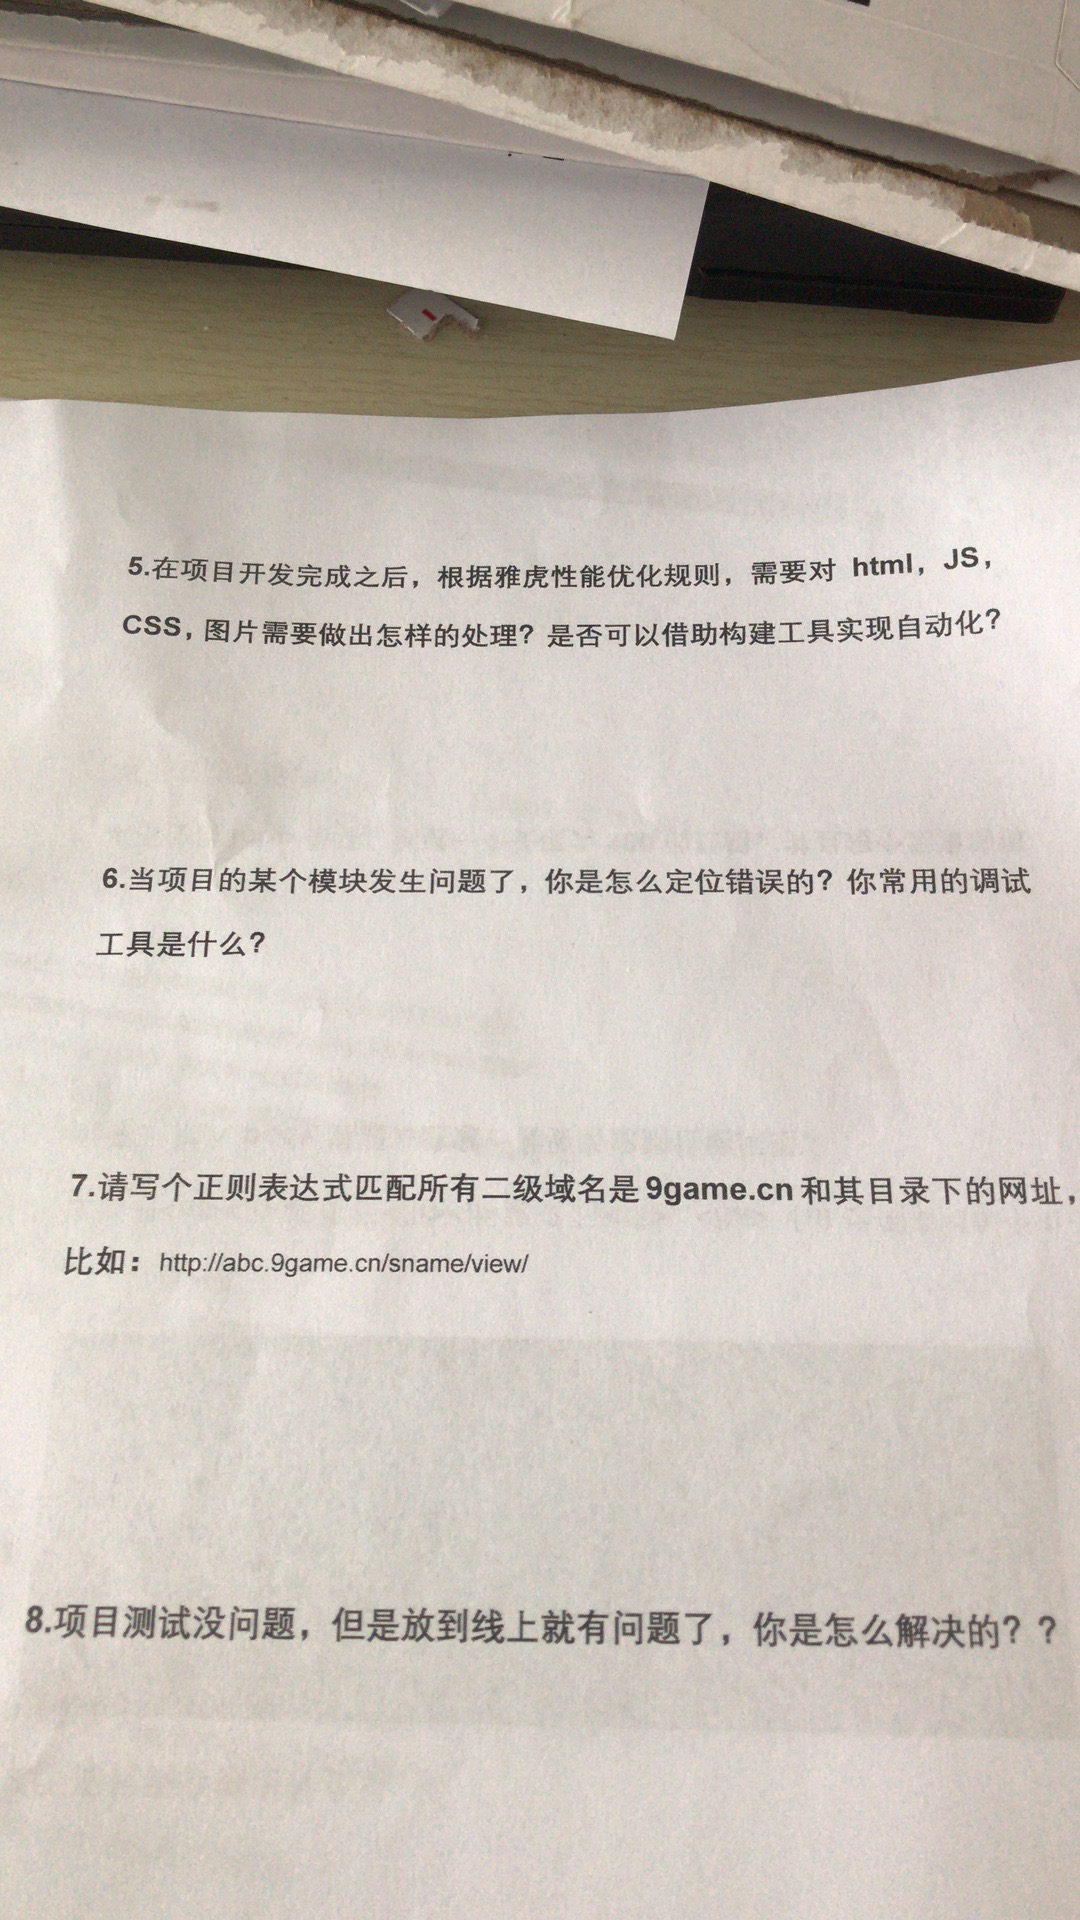 5.在项目开发完成之后，根据雅虎性能优化规则，需要对 html，JS，
CSS，图片需要做出怎样的处理？是否可以借助构建工具实现自动化？
6.当项目的某个模块发生问题了，你是怎么定位错误的？你常用的调试
工具是什么？
7.请写个正则表达式匹配所有二级域名是 9game.cn 和其目录下的网址，
比如：http://abc.9game.cn/sname/view/
8.项目测试没问题，但是放到线上就有问题了，你是怎么解决的？？